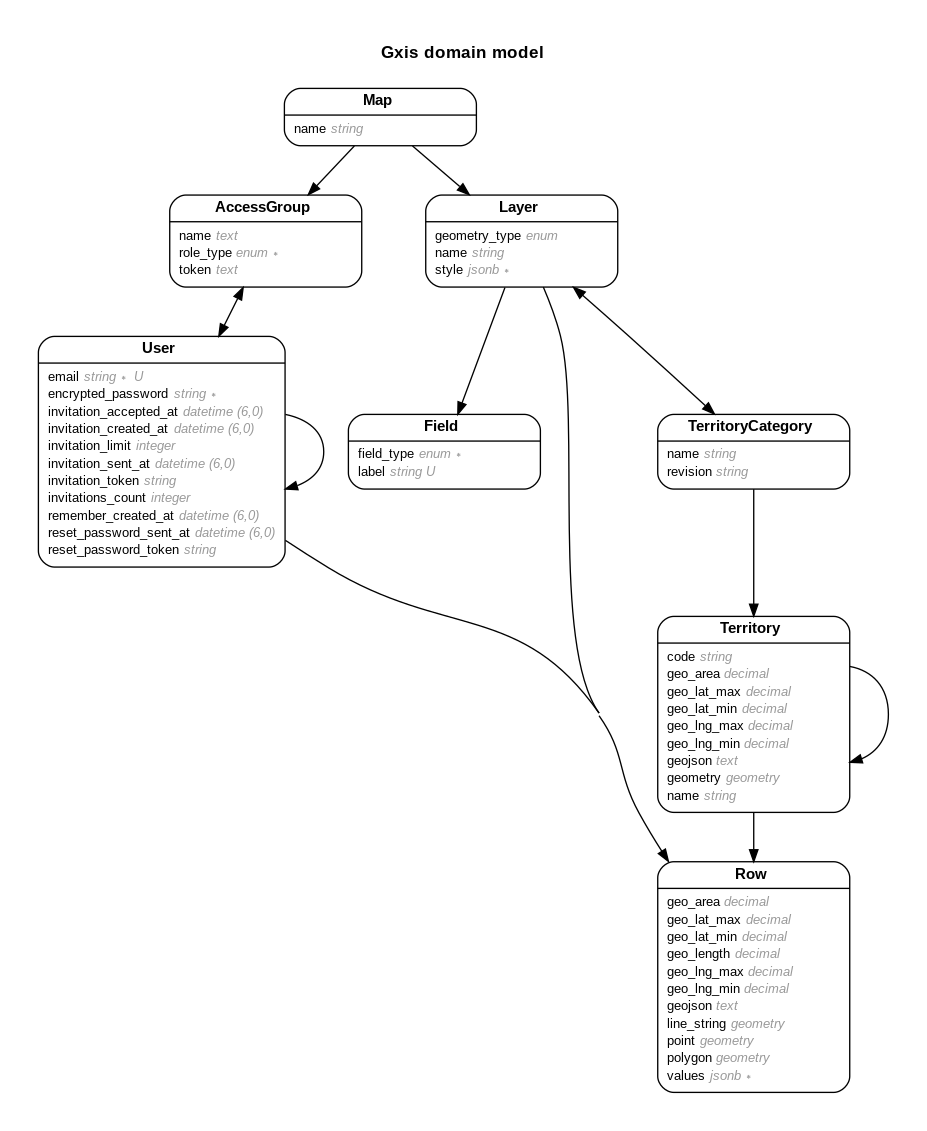 Gxis domain model
Map
name string
AccessGroup
name text
role_type enum ∗
token text
Layer
geometry_type enum
name string
style jsonb ∗
User
email string ∗ U
encrypted_password string ∗
invitation_accepted_at datetime (6,0)
invitation_created_at datetime (6,0)
invitation_limit integer
invitation_sent_at datetime (6,0)
invitation_token string
invitations_count integer
remember_created_at datetime (6,0)
reset_password_sent_at datetime (6,0)
reset_password_token string
Field
field_type enum ∗
label string U
TerritoryCategory
name string
revision string
Territory
code string
geo_area decimal
geo_lat_max decimal
geo_lat_min decimal
geo_lng_max decimal
geo_lng_min decimal
geojson text
geometry geometry
name string
Row
geo_area decimal
geo_lat_max decimal
geo_lat_min decimal
geo_length decimal
geo_lng_max decimal
geo_lng_min decimal
geojson text
line_string geometry
point geometry
polygon geometry
values jsonb ∗